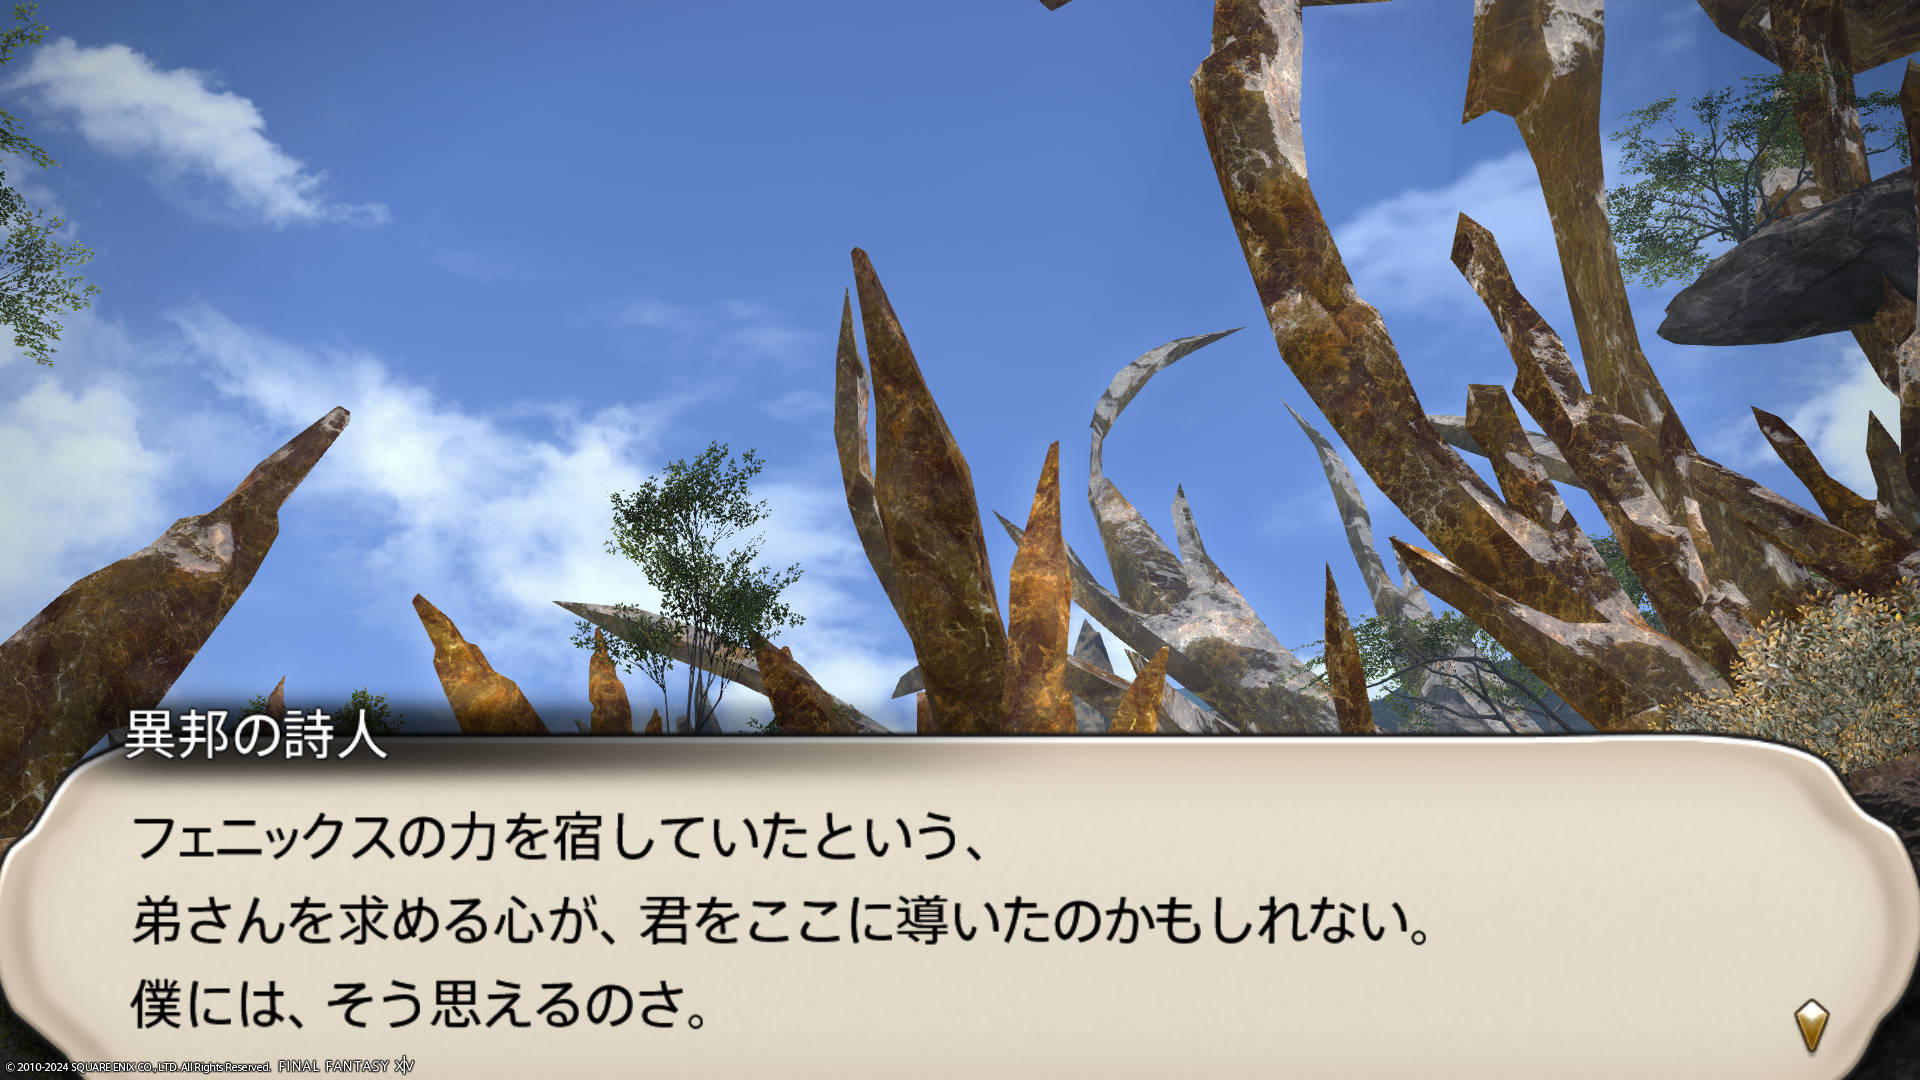 異邦の詩人
フェニックスの力を宿していたという、
弟さんを求める心が、君をここに導いたのかもしれない。
僕には、そう思えるのさ。
© 2010-2024 SQUARE ENIX CO., LTD. All Rights Reserved. FINAL FANTASY XIV